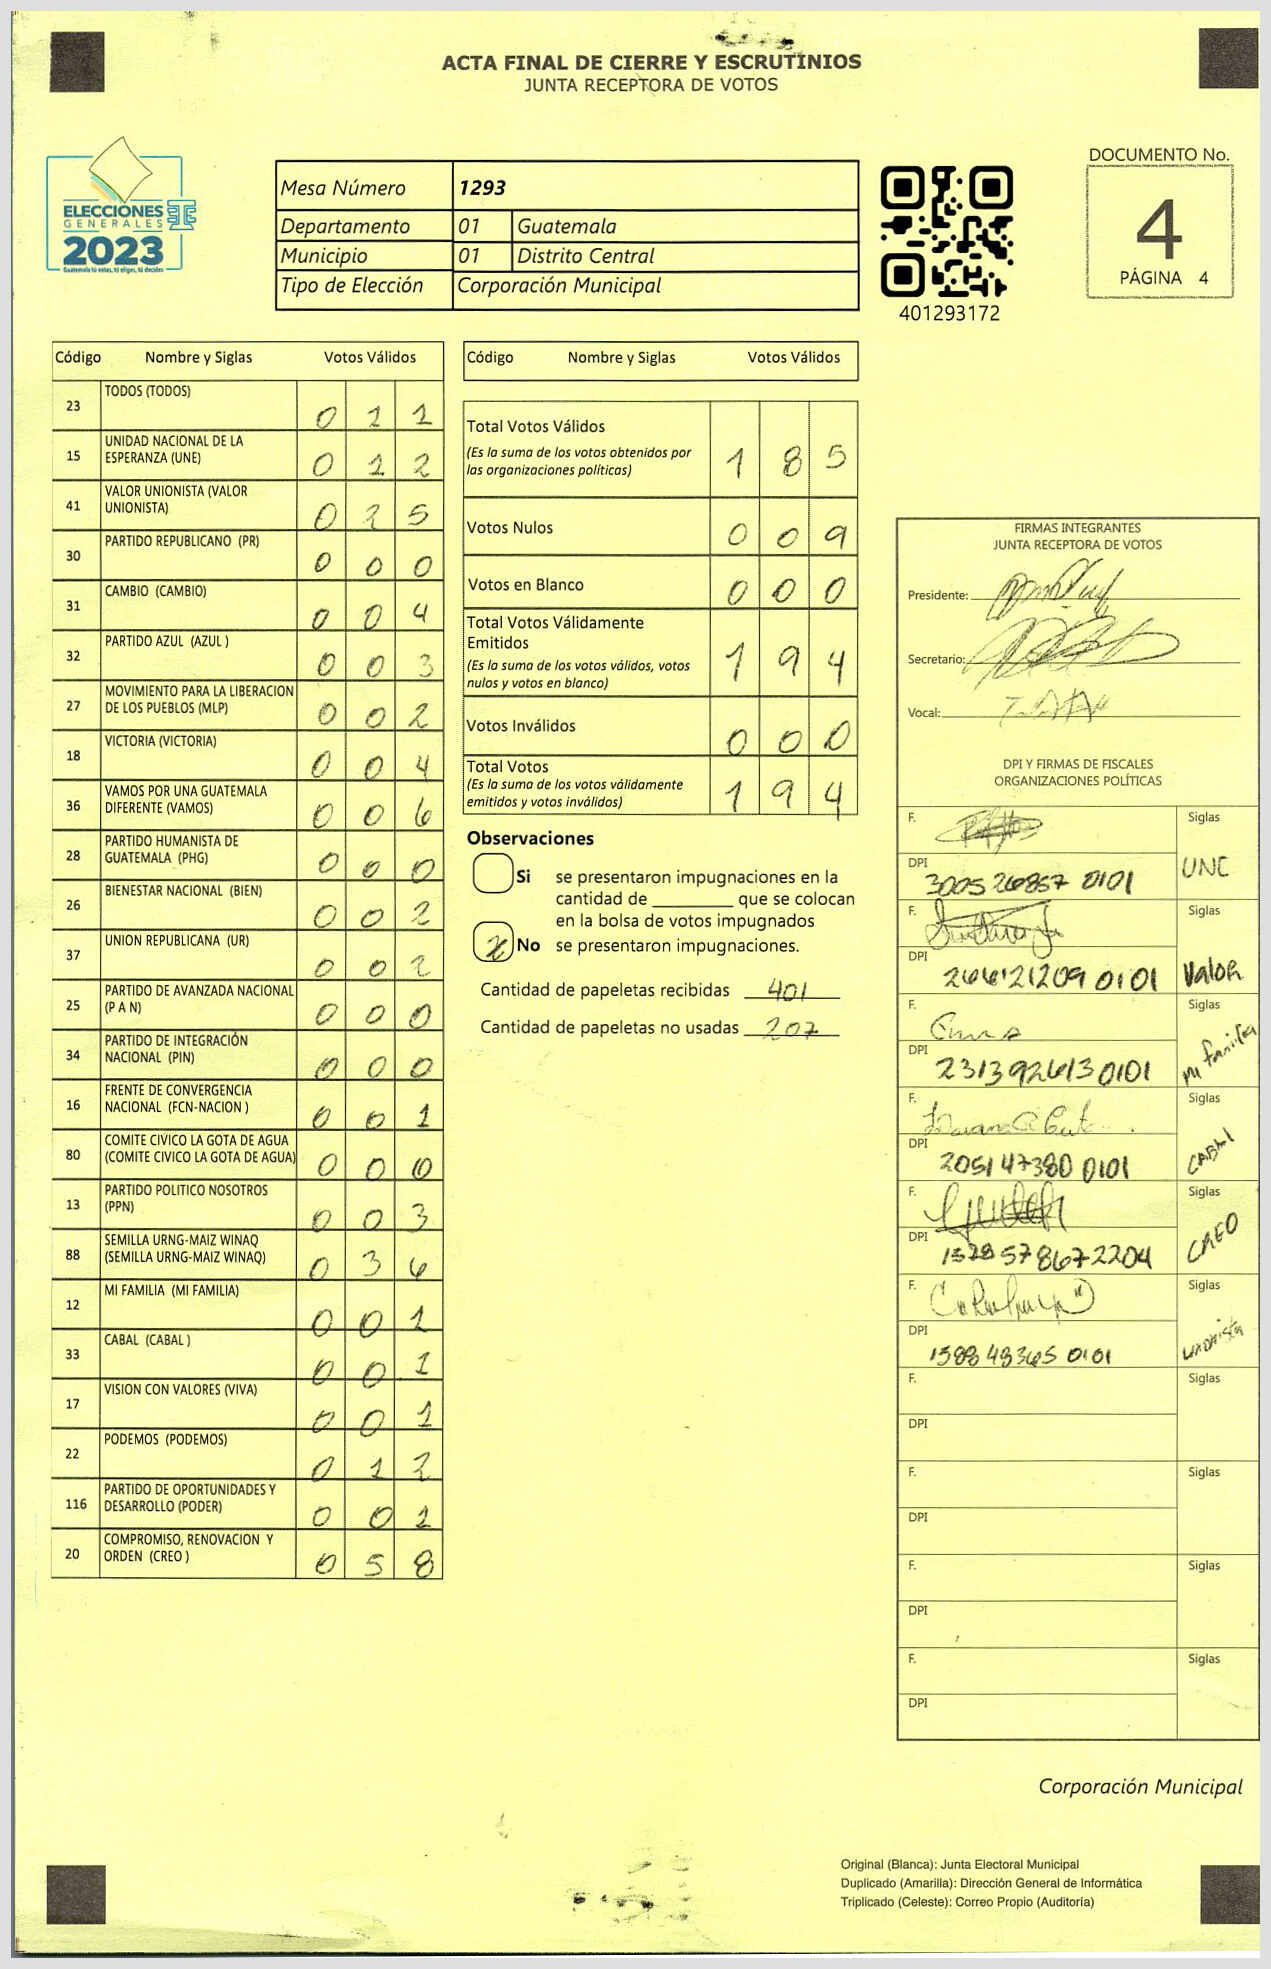 ACTA FINAL DE CIERRE Y ESCRUTINIOS
JUNTA RECEPTORA DE VOTOS
ELECCIONES
GENERALES
2023
Guatemala tú votas, tú eliges, tú decides
Mesa Número 1293
Departamento 01 Guatemala
Municipio 01 Distrito Central
Tipo de Elección Corporación Municipal
401293172
DOCUMENTO No.
4
PÁGINA 4
Código Nombre y Siglas Votos Válidos
23 TODOS (TODOS) 0 1 1
15 UNIDAD NACIONAL DE LA
ESPERANZA (UNE) 0 1 2
41 VALOR UNIONISTA (VALOR
UNIONISTA) 0 2 5
30 PARTIDO REPUBLICANO (PR) 0 0 0
31 CAMBIO (CAMBIO) 0 0 4
32 PARTIDO AZUL (AZUL ) 0 0 3
27 MOVIMIENTO PARA LA LIBERACION
DE LOS PUEBLOS (MLP) 0 0 2
18 VICTORIA (VICTORIA) 0 0 4
36 VAMOS POR UNA GUATEMALA
DIFERENTE (VAMOS) 0 0 6
28 PARTIDO HUMANISTA DE
GUATEMALA (PHG) 0 0 0
26 BIENESTAR NACIONAL (BIEN) 0 0 2
37 UNION REPUBLICANA (UR) 0 0 2
25 PARTIDO DE AVANZADA NACIONAL
(P A N) 0 0 0
34 PARTIDO DE INTEGRACIÓN
NACIONAL (PIN) 0 0 0
16 FRENTE DE CONVERGENCIA
NACIONAL (FCN-NACION ) 0 0 1
80 COMITE CIVICO LA GOTA DE AGUA
(COMITE CIVICO LA GOTA DE AGUA) 0 0 0
13 PARTIDO POLITICO NOSOTROS
(PPN) 0 0 3
88 SEMILLA URNG-MAIZ WINAQ
(SEMILLA URNG-MAIZ WINAQ) 0 3 6
12 MI FAMILIA (MI FAMILIA) 0 0 1
33 CABAL (CABAL ) 0 0 1
17 VISION CON VALORES (VIVA) 0 0 1
22 PODEMOS (PODEMOS) 0 1 2
116 PARTIDO DE OPORTUNIDADES Y
DESARROLLO (PODER) 0 0 1
20 COMPROMISO, RENOVACION Y
ORDEN (CREO ) 0 5 8
Código Nombre y Siglas Votos Válidos
Total Votos Válidos
(Es la suma de los votos obtenidos por
las organizaciones políticas) 1 8 5
Votos Nulos 0 0 9
Votos en Blanco 0 0 0
Total Votos Válidamente
Emitidos
(Es la suma de los votos válidos, votos
nulos y votos en blanco) 1 9 4
Votos Inválidos 0 0 0
Total Votos
(Es la suma de los votos válidamente
emitidos y votos inválidos) 1 9 4
Observaciones
Si se presentaron impugnaciones en la
cantidad de ________ que se colocan
en la bolsa de votos impugnados
X No se presentaron impugnaciones.
Cantidad de papeletas recibidas 401
Cantidad de papeletas no usadas 207
FIRMAS INTEGRANTES
JUNTA RECEPTORA DE VOTOS
Presidente:
Secretario:
Vocal:
DPI Y FIRMAS DE FISCALES
ORGANIZACIONES POLÍTICAS
F. Siglas
DPI 3005 26857 0101 UNC
F. Siglas
DPI 266121209 0101 Valor
F. Siglas
DPI 231392613 0101 Mi familia
F. Siglas
DPI 205147380 0101 CABAL
F. Siglas
DPI 1528578672204 CREO
F. Siglas
DPI 1588 48365 0101 unionista
F. Siglas
DPI
F. Siglas
DPI
F. Siglas
DPI
F. Siglas
DPI
Corporación Municipal
Original (Blanca): Junta Electoral Municipal
Duplicado (Amarilla): Dirección General de Informática
Triplicado (Celeste): Correo Propio (Auditoría)